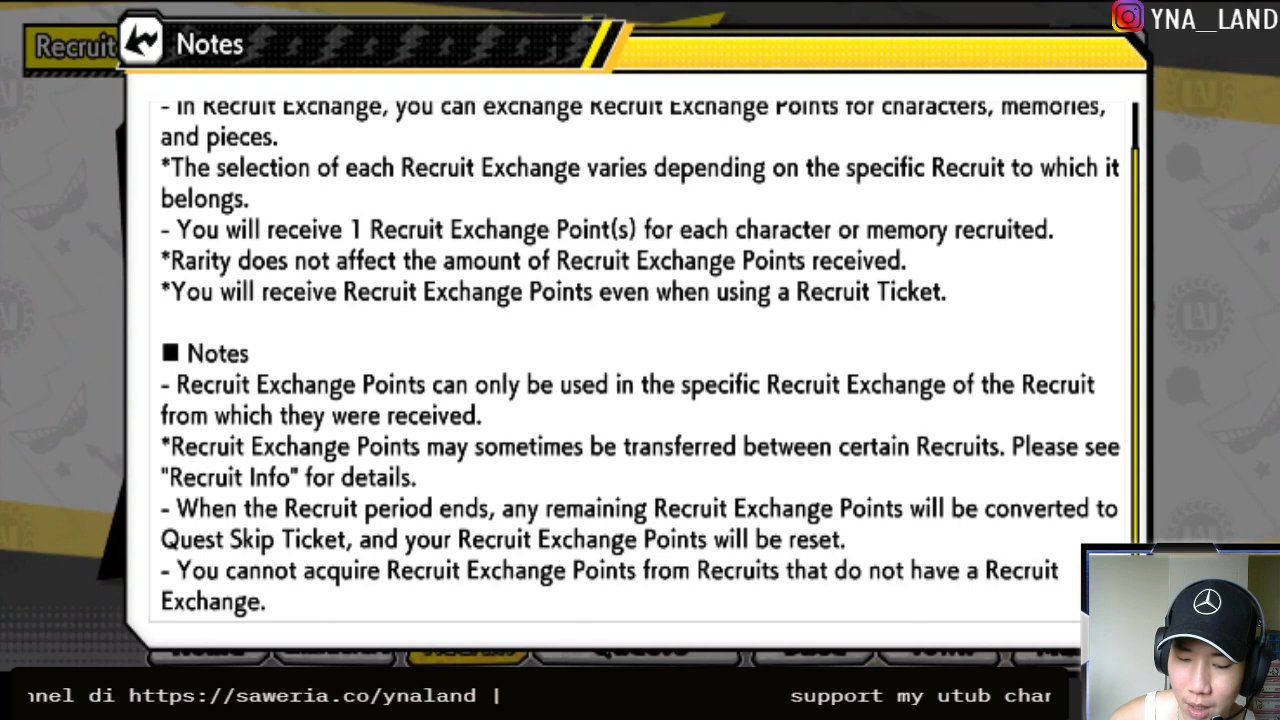 YNA__LAND
Recruit
Notes
- In Recruit Exchange, you can exchange Recruit Exchange Points for characters, memories,
and pieces.
*The selection of each Recruit Exchange varies depending on the specific Recruit to which it
belongs.
- You will receive 1 Recruit Exchange Point(s) for each character or memory recruited.
*Rarity does not affect the amount of Recruit Exchange Points received.
*You will receive Recruit Exchange Points even when using a Recruit Ticket.
■ Notes
- Recruit Exchange Points can only be used in the specific Recruit Exchange of the Recruit
from which they were received.
*Recruit Exchange Points may sometimes be transferred between certain Recruits. Please see
"Recruit Info" for details.
- When the Recruit period ends, any remaining Recruit Exchange Points will be converted to
Quest Skip Ticket, and your Recruit Exchange Points will be reset.
- You cannot acquire Recruit Exchange Points from Recruits that do not have a Recruit
Exchange.
nnel di https://saweria.co/ynaland | support my utub char